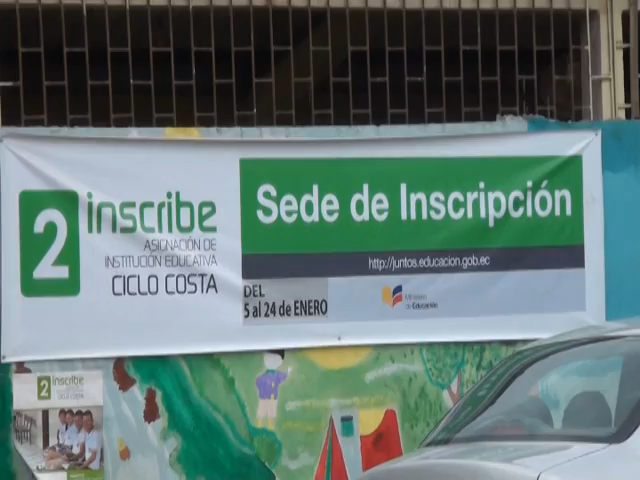 2 inscribe
ASIGNACIÓN DE
INSTITUCIÓN EDUCATIVA
CICLO COSTA
Sede de Inscripción
http://juntos.educacion.gob.ec
DEL
5 al 24 de ENERO
Ministerio
de Educación
2 inscribe
CICLO COSTA